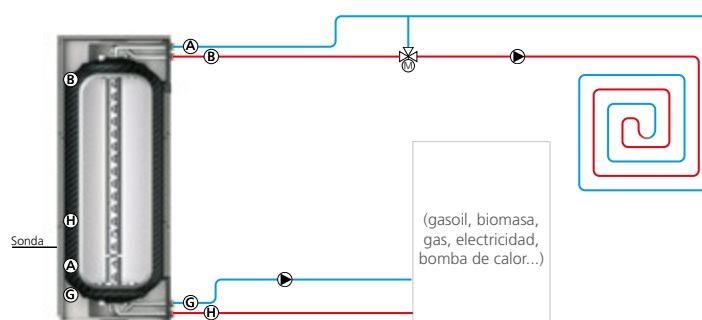 A
B
M
B
(gasoil, biomasa,
gas, electricidad,
bomba de calor...)
H
Sonda
A
G
G
H